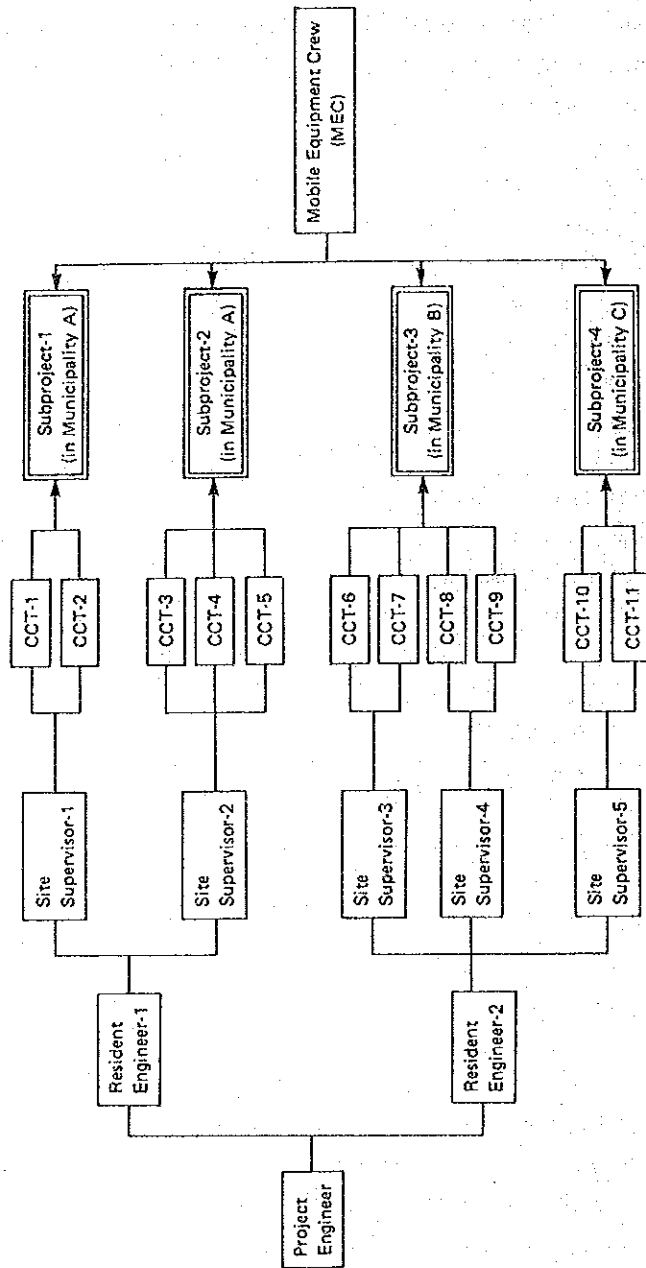 Project
Engineer
Resident
Engineer-1
Resident
Engineer-2
Site
Supervisor-1
Site
Supervisor-2
Site
Supervisor-3
Site
Supervisor-4
Site
Supervisor-5
CCT-1
CCT-2
CCT-3
CCT-4
CCT-5
CCT-6
CCT-7
CCT-8
CCT-9
CCT-10
CCT-11
Subproject-1
(in Municipality A)
Subproject-2
(in Municipality A)
Subproject-3
(in Municipality B)
Subproject-4
(in Municipality C)
Mobile Equipment Crew
(MEC)